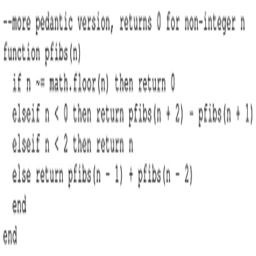 --more pedantic version, returns 0 for non-integer n
function pfibs(n)
  if n ~= math.floor(n) then return 0
  elseif n < 0 then return pfibs(n + 2) - pfibs(n + 1)
  elseif n < 2 then return n
  else return pfibs(n - 1) + pfibs(n - 2)
  end
end